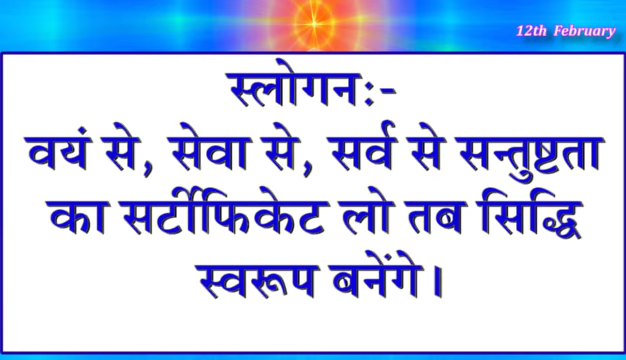 12th February
स्लोगन:-
वयं से, सेवा से, सर्व से सन्तुष्टता
का सर्टीफिकेट लो तब सिद्धि
स्वरूप बनेंगे।